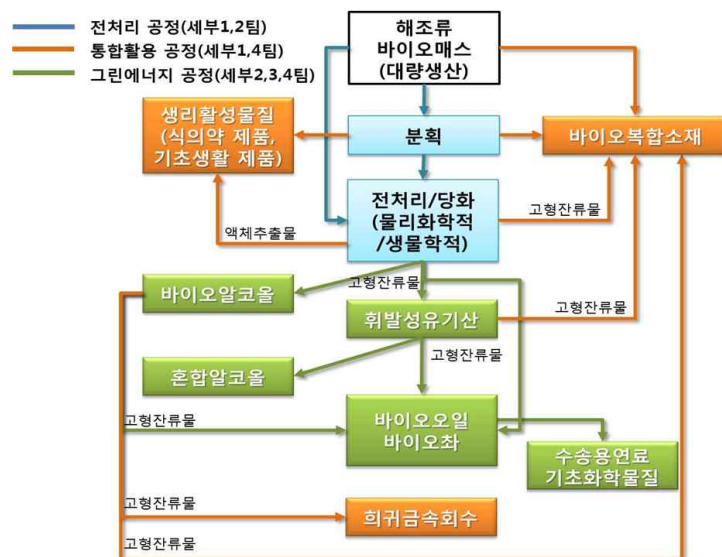 전처리 공정(세부1,2팀)
통합활용 공정(세부1,4팀)
그린에너지 공정(세부2,3,4팀)
해조류
바이오매스
(대량생산)
생리활성물질
(식의약 제품,
기초생활 제품)
분획
바이오복합소재
전처리/당화
(물리화학적
/생물학적)
고형잔류물
액체추출물
고형잔류물
바이오알코올
휘발성유기산
고형잔류물
고형잔류물
혼합알코올
바이오오일
바이오촤
고형잔류물
수송용연료
기초화학물질
고형잔류물
희귀금속회수
고형잔류물